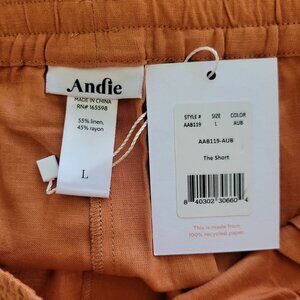 Andie
MADE IN CHINA
RN# 165598
55% linen,
45% rayon
L
STYLE # SIZE COLOR
AAB119 L AUB
AAB119-AUB
The Short
8 40302 30660 4
This is made from
100% recycled paper.